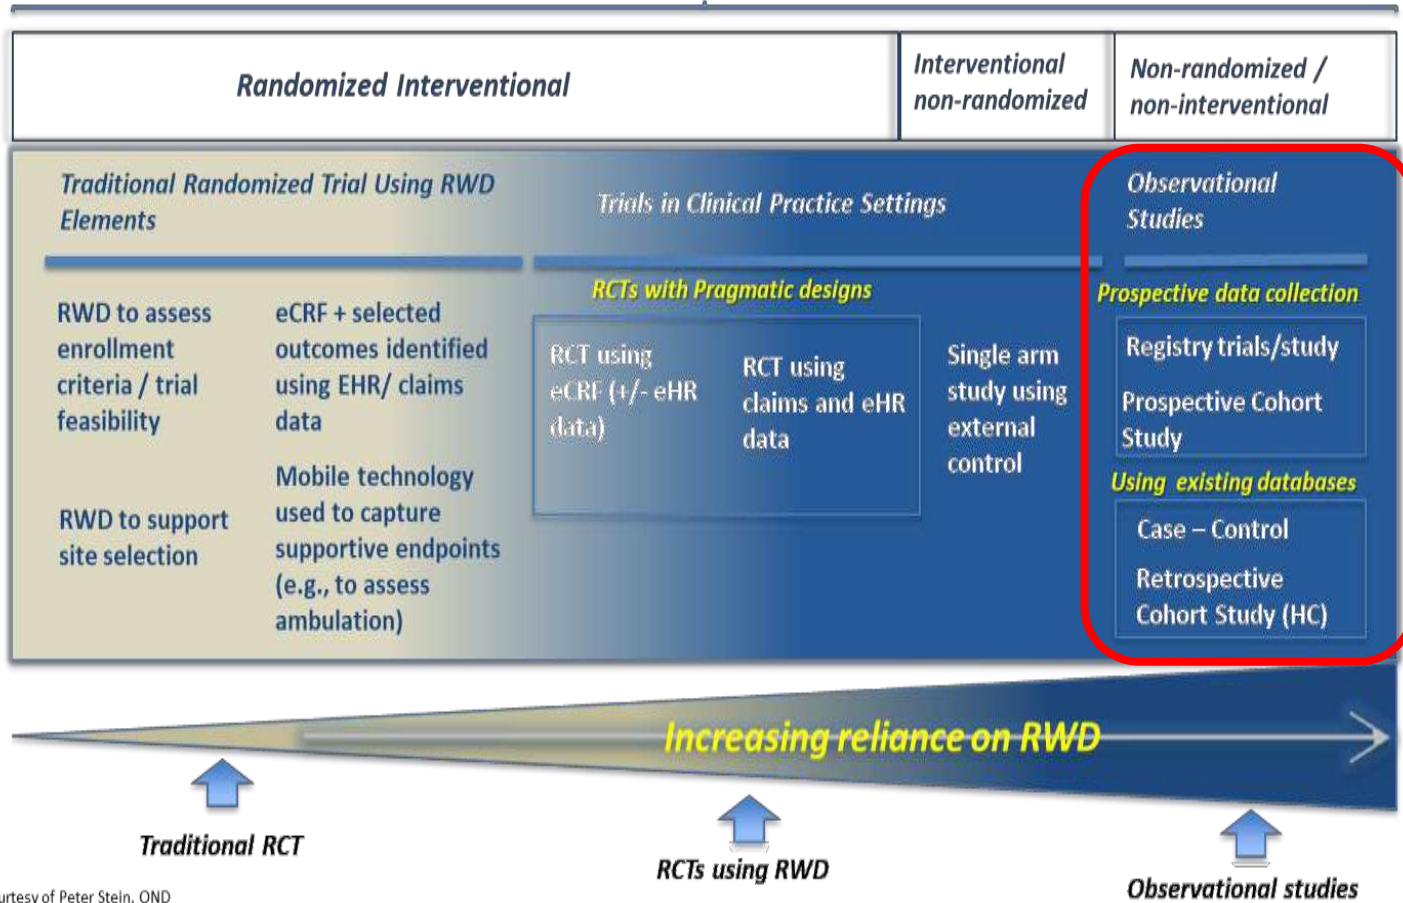 Randomized Interventional
Interventional
non-randomized
Non-randomized /
non-interventional
Traditional Randomized Trial Using RWD
Elements
RWD to assess
enrollment
criteria / trial
feasibility
RWD to support
site selection
eCRF + selected
outcomes identified
using EHR/ claims
data
Mobile technology
used to capture
supportive endpoints
(e.g., to assess
ambulation)
Trials in Clinical Practice Settings
RCTs with Pragmatic designs
RCT using
eCRF (+/- eHR
data)
RCT using
claims and eHR
data
Single arm
study using
external
control
Observational
Studies
Prospective data collection
Registry trials/study
Prospective Cohort
Study
Using existing databases
Case – Control
Retrospective
Cohort Study (HC)
Increasing reliance on RWD
Traditional RCT
RCTs using RWD
Observational studies
urtesy of Peter Stein, OND